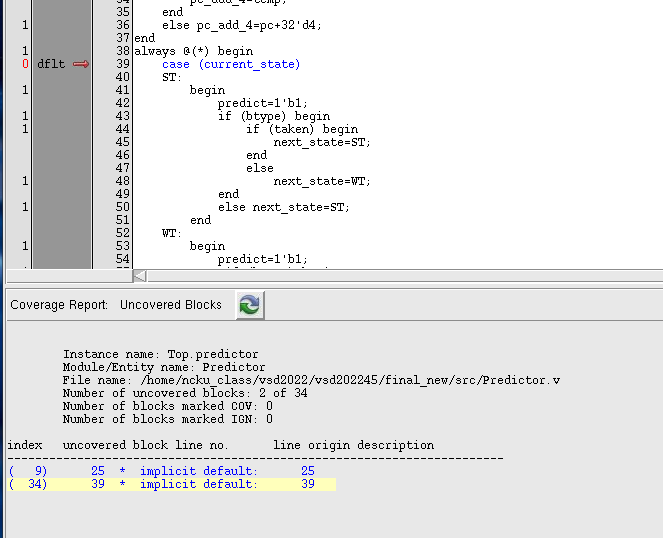 34 pc_add_4=temp;
35 end
1 36 else pc_add_4=pc+32'd4;
37 end
1 38 always @(*) begin
0 dflt 39 case (current_state)
40 ST:
1 41 begin
42 predict=1'b1;
1 43 if (btype) begin
1 44 if (taken) begin
45 next_state=ST;
46 end
47 else
1 48 next_state=WT;
49 end
1 50 else next_state=ST;
51 end
52 WT:
1 53 begin
54 predict=1'b1;
Coverage Report: Uncovered Blocks
Instance name: Top.predictor
Module/Entity name: Predictor
File name: /home/ncku_class/vsd2022/vsd202245/final_new/src/Predictor.v
Number of uncovered blocks: 2 of 34
Number of blocks marked COV: 0
Number of blocks marked IGN: 0
index uncovered block line no. line origin description
--------------------------------------------------------------------
( 9) 25 * implicit default: 25
( 34) 39 * implicit default: 39